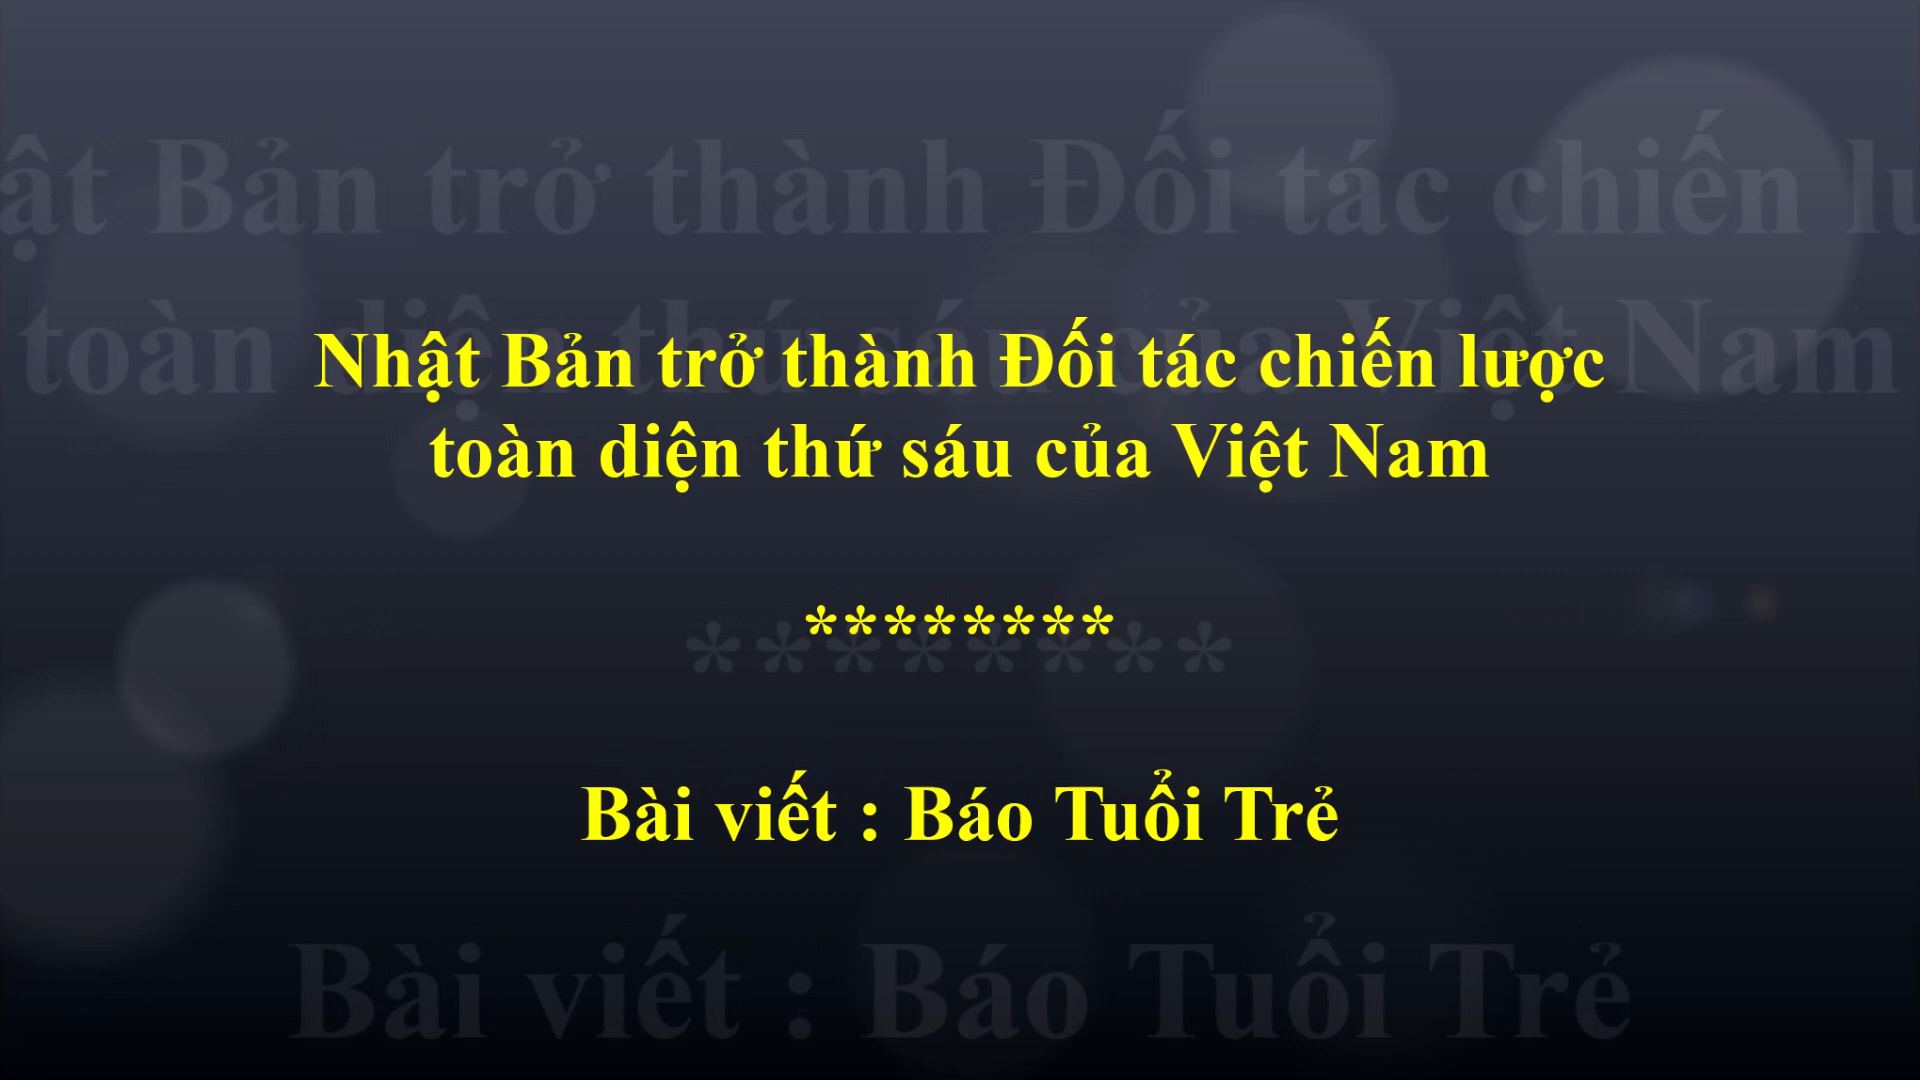 Nhật Bản trở thành Đối tác chiến lược
toàn diện thứ sáu của Việt Nam
********
Bài viết : Báo Tuổi Trẻ